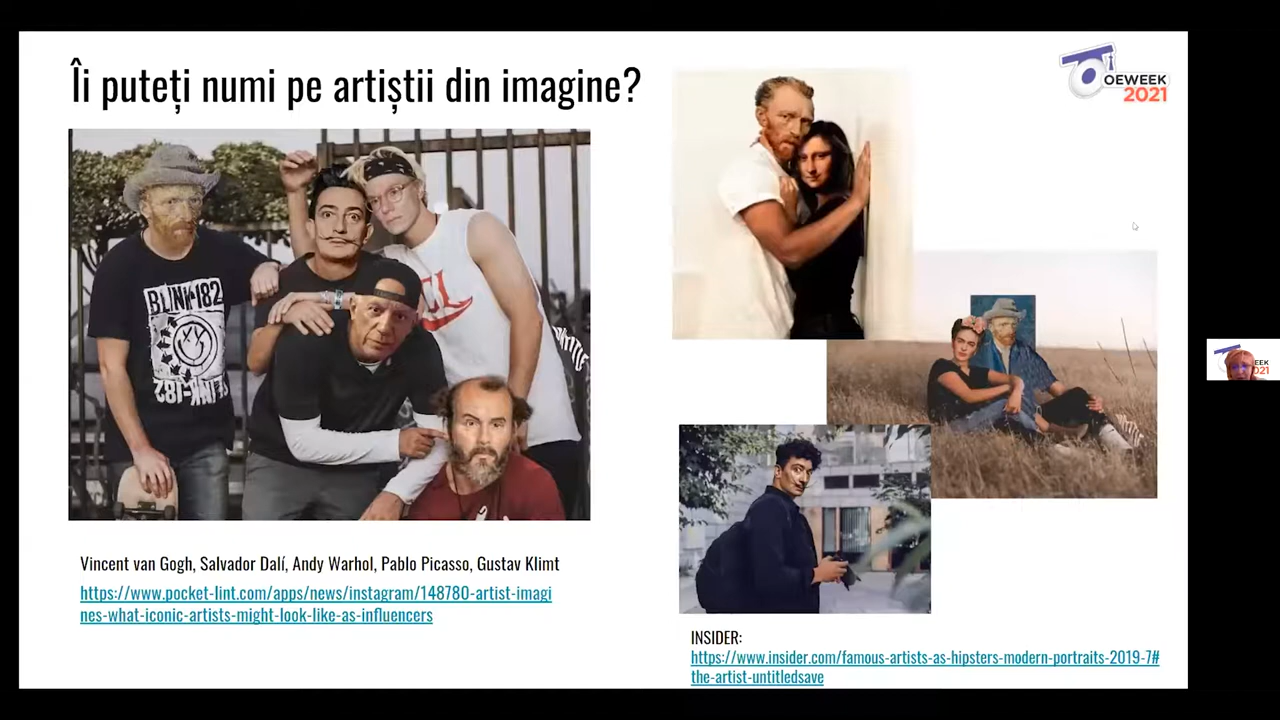 Îi puteți numi pe artiștii din imagine?
OEWEEK
2021
BLINK-182
BLINK-182
Vincent van Gogh, Salvador Dalí, Andy Warhol, Pablo Picasso, Gustav Klimt
https://www.pocket-lint.com/apps/news/instagram/148780-artist-imagi
nes-what-iconic-artists-might-look-like-as-influencers
INSIDER:
https://www.insider.com/famous-artists-as-hipsters-modern-portraits-2019-7#
the-artist-untitledsave